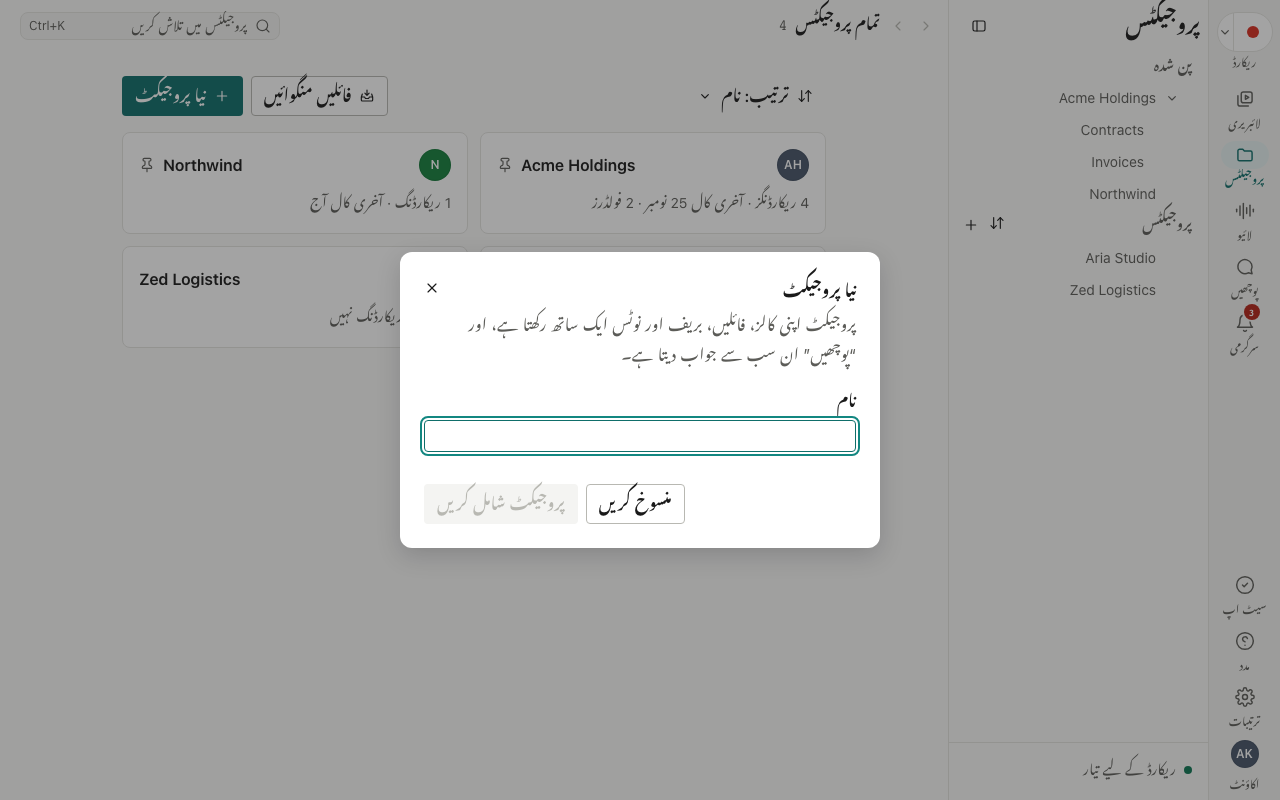 ریکارڈ
لائبریری
پروجیکٹس
لائیو
پوچھیں
3
سرگرمی
سیٹ اپ
مدد
ترتیبات
AK
اکاؤنٹ
پروجیکٹس
پن شدہ
Acme Holdings
Contracts
Invoices
Northwind
پروجیکٹس
Aria Studio
Zed Logistics
ریکارڈ کے لیے تیار
تمام پروجیکٹس 4
پروجیکٹس میں تلاش کریں Ctrl+K
ترتیب: نام
فائلیں منگوائیں
نیا پروجیکٹ
AH Acme Holdings
4 ریکارڈنگز · آخری کال 25 نومبر · 2 فولڈرز
N Northwind
1 ریکارڈنگ · آخری کال آج
Zed Logistics
ریکارڈنگ نہیں
نیا پروجیکٹ
پروجیکٹ اپنی کالز، فائلیں، بریف اور نوٹس ایک ساتھ رکھتا ہے، اور
"پوچھیں" ان سب سے جواب دیتا ہے۔
نام
منسوخ کریں
پروجیکٹ شامل کریں